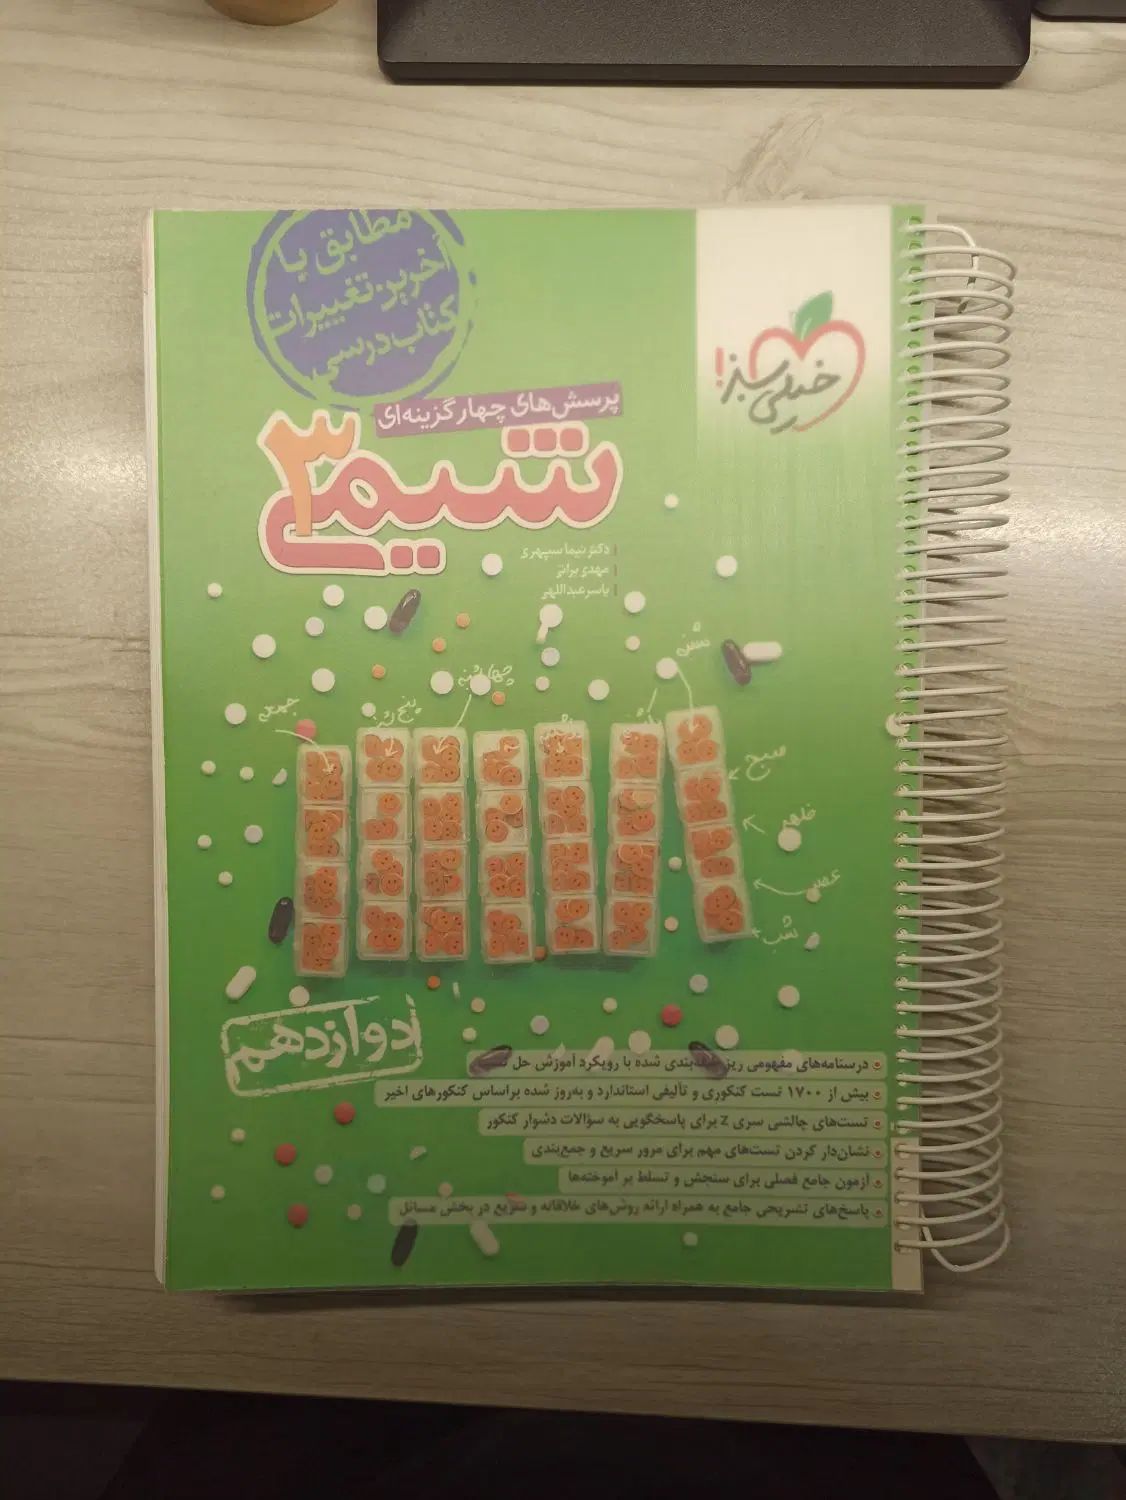 مطابق با
آخرین تغییرات
کتاب درسی
خیلی سبز!
پرسش‌های چهارگزینه‌ای
شیمی ۳
دکتر نیما سپهری
مهدی براتی
یاسر عبداللهی
شنبه
چهارشنبه
پنج شنبه
جمعه
صبح
ظهر
عصر
شب
دوازدهم
درسنامه‌های مفهومی ریز طبقه‌بندی شده با رویکرد آموزش حل تست
بیش از ۱۷۰۰ تست کنکوری و تألیفی استاندارد و به‌روز شده براساس کنکورهای اخیر
تست‌های چالشی سری Z برای پاسخگویی به سؤالات دشوار کنکور
نشان‌دار کردن تست‌های مهم برای مرور سریع و جمع‌بندی
آزمون جامع فصلی برای سنجش و تسلط بر آموخته‌ها
پاسخ‌های تشریحی جامع به همراه ارائه روش‌های خلاقانه و سریع در بخش مسائل